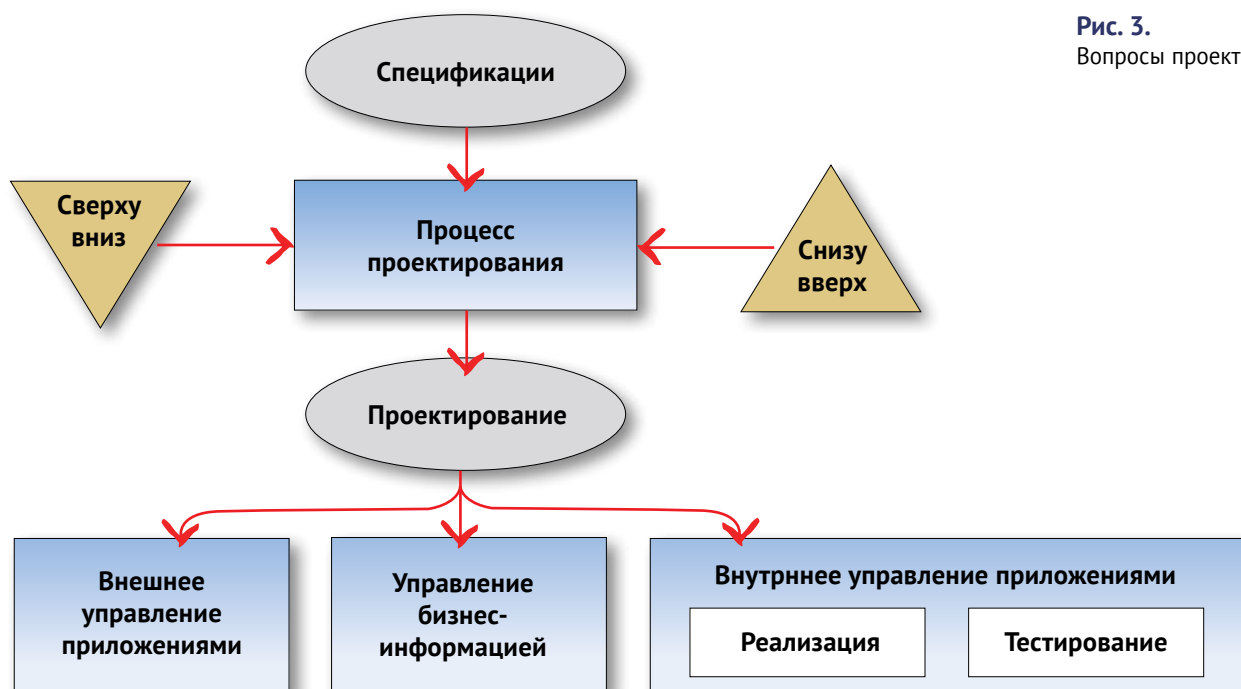 Рис. 3.
Вопросы проект
Спецификации
Сверху
вниз
Процесс
проектирования
Снизу
вверх
Проектирование
Внешнее
управление
приложениями
Управление
бизнес-
информацией
Внутрннее управление приложениями
Реализация
Тестирование